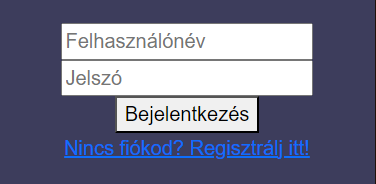 Felhasználónév
Jelszó
Bejelentkezés
Nincs fiókod? Regisztrálj itt!